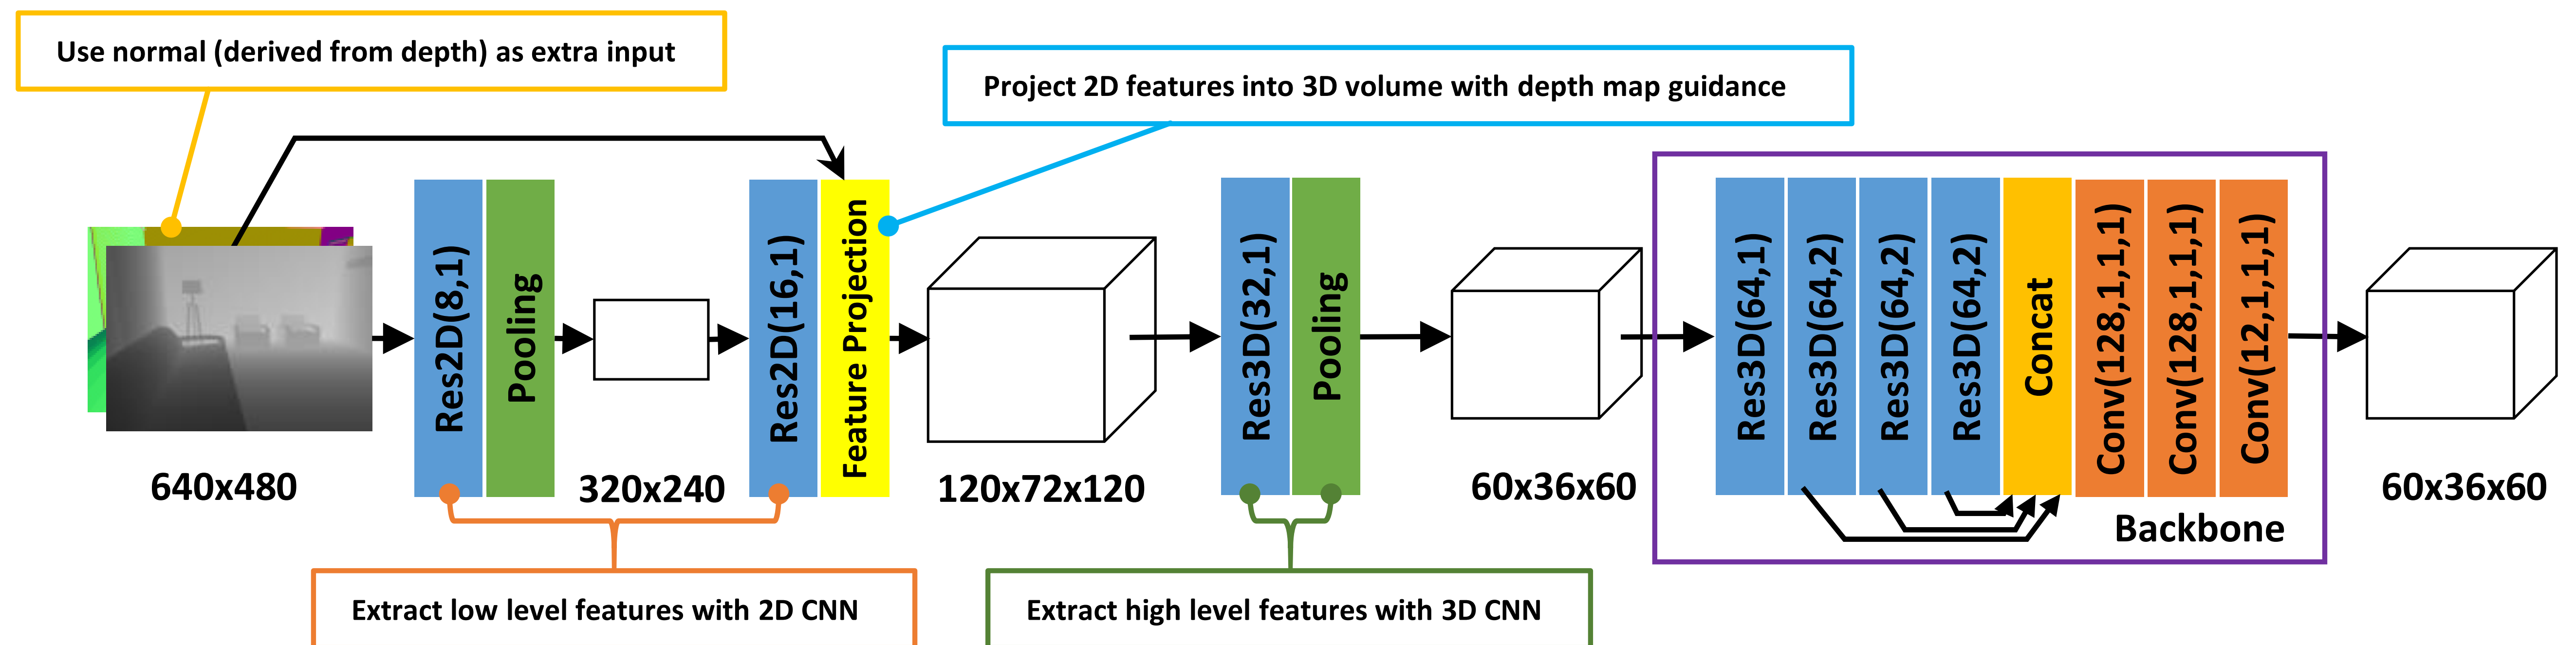 Use normal (derived from depth) as extra input
Project 2D features into 3D volume with depth map guidance
Res2D(8,1)
Pooling
Res2D(16,1)
Feature Projection
Res3D(32,1)
Pooling
Res3D(64,1)
Res3D(64,2)
Res3D(64,2)
Res3D(64,2)
Concat
Conv(128,1,1,1)
Conv(128,1,1,1)
Conv(12,1,1,1)
640x480
320x240
120x72x120
60x36x60
Backbone
60x36x60
Extract low level features with 2D CNN
Extract high level features with 3D CNN